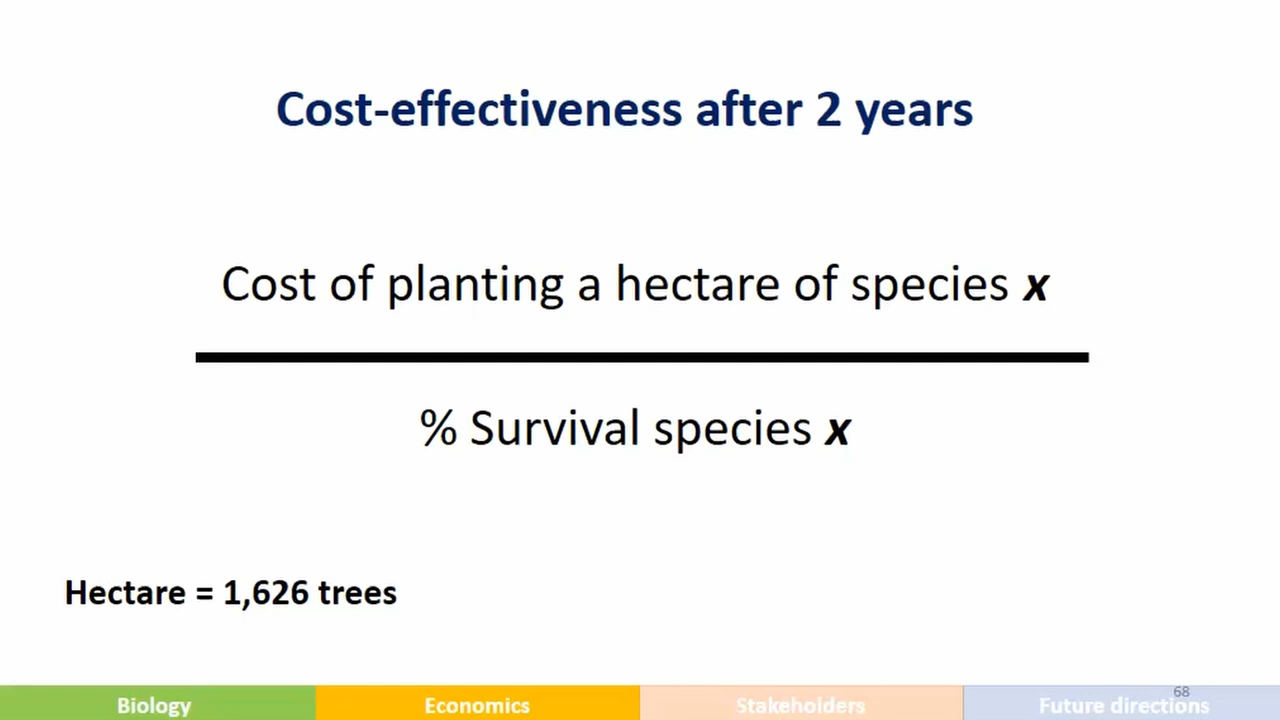 Cost-effectiveness after 2 years
Cost of planting a hectare of species x
% Survival species x
Hectare = 1,626 trees
68
Biology
Economics
Stakeholders
Future directions